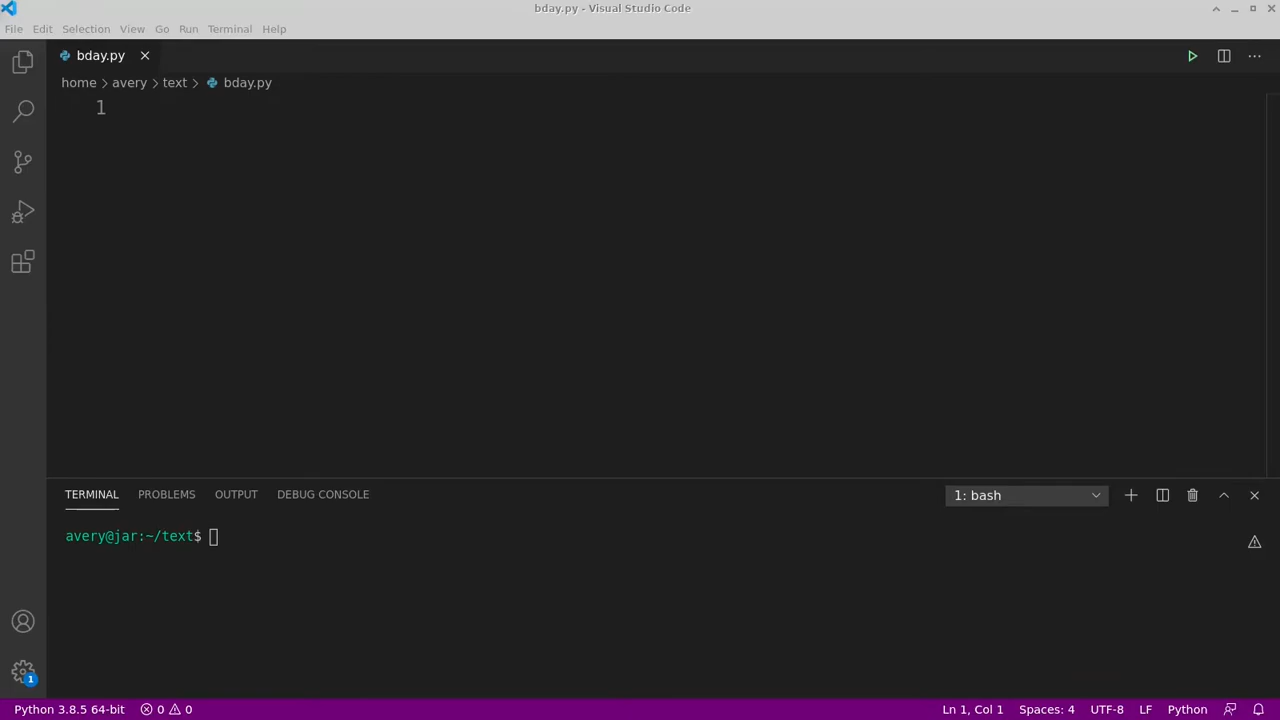 bday.py - Visual Studio Code
File Edit Selection View Go Run Terminal Help
bday.py
home > avery > text > bday.py
1
TERMINAL PROBLEMS OUTPUT DEBUG CONSOLE 1: bash
avery@jar:~/text$
1
Python 3.8.5 64-bit 0 0 Ln 1, Col 1 Spaces: 4 UTF-8 LF Python